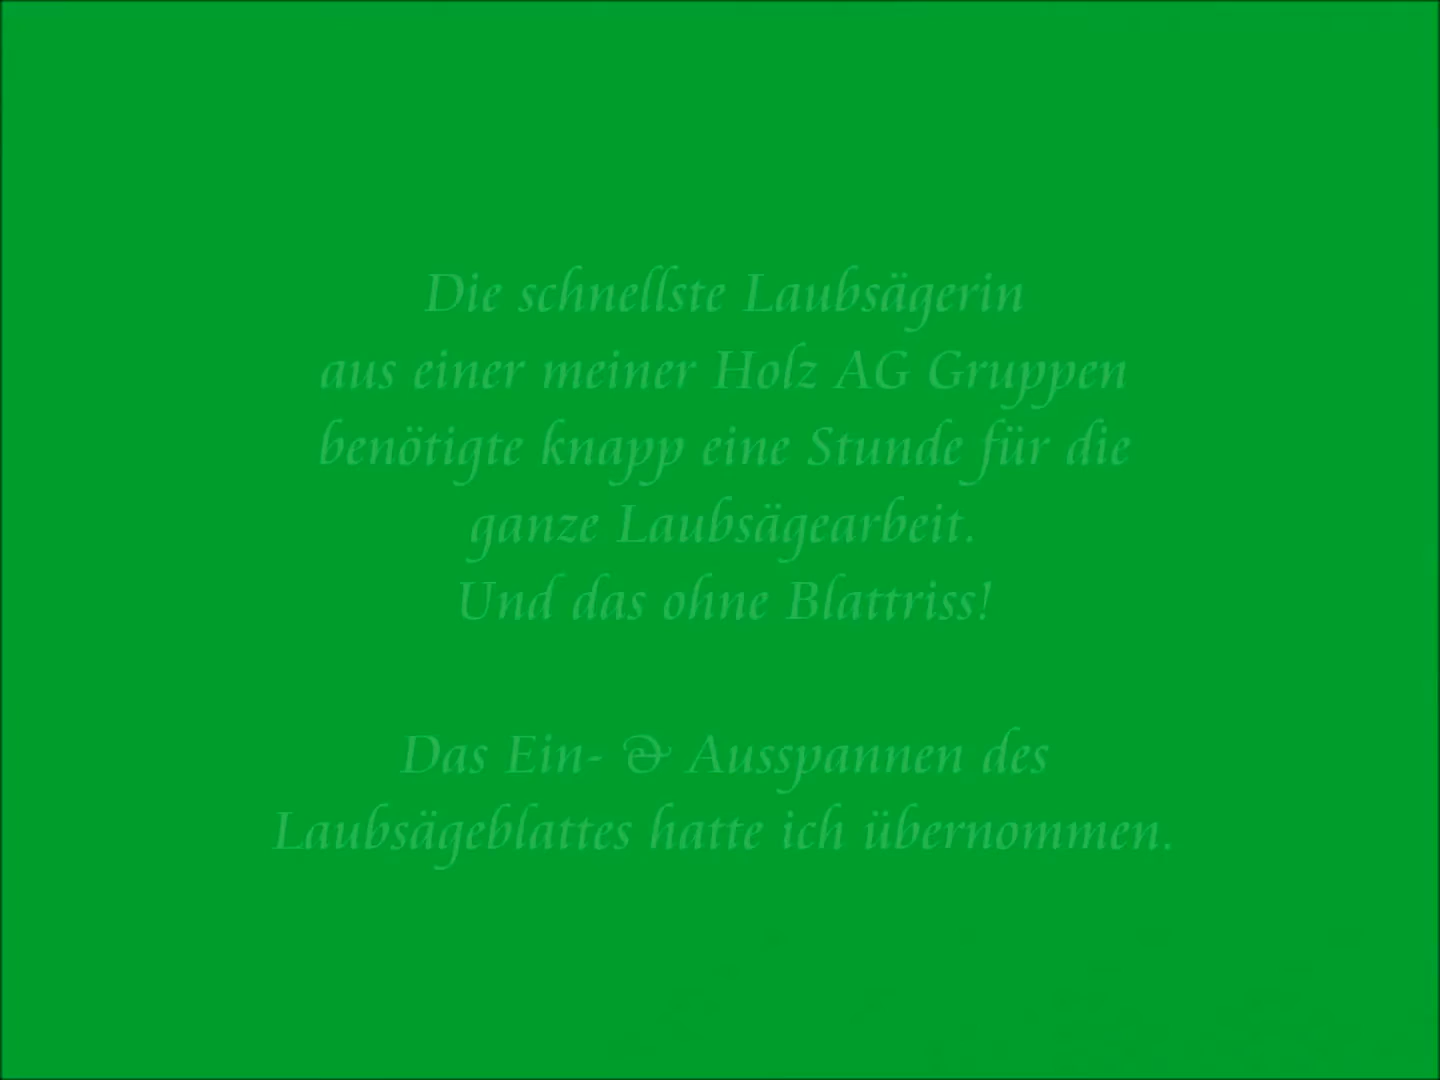 Die schnellste Laubsägerin
aus einer meiner Holz AG Gruppen
benötigte knapp eine Stunde für die
ganze Laubsägearbeit.
Und das ohne Blattriss!
Das Ein- & Ausspannen des
Laubsägeblattes hatte ich übernommen.